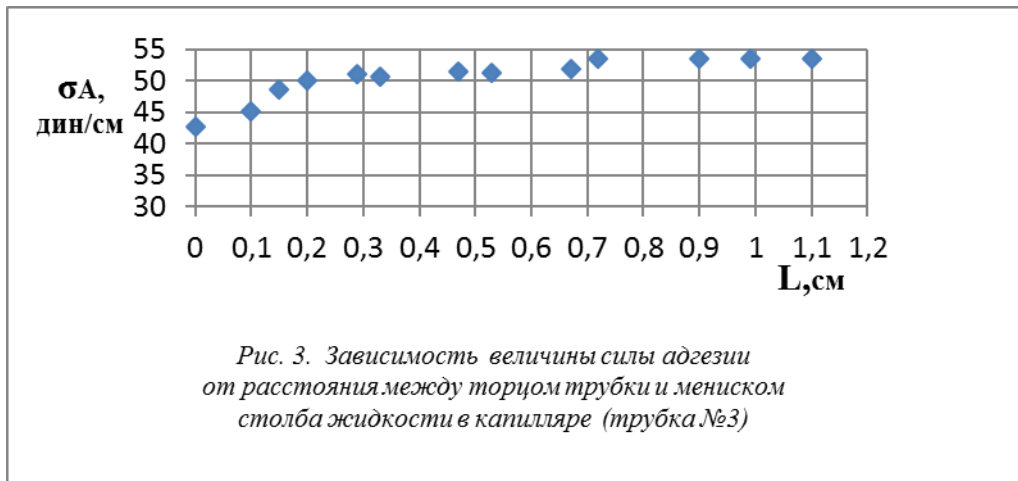 55
σА,
дин/см
50
45
40
35
30
0 0,1 0,2 0,3 0,4 0,5 0,6 0,7 0,8 0,9 1 1,1 1,2
L,см
Рис. 3. Зависимость величины силы адгезии
от расстояния между торцом трубки и мениском
столба жидкости в капилляре (трубка №3)